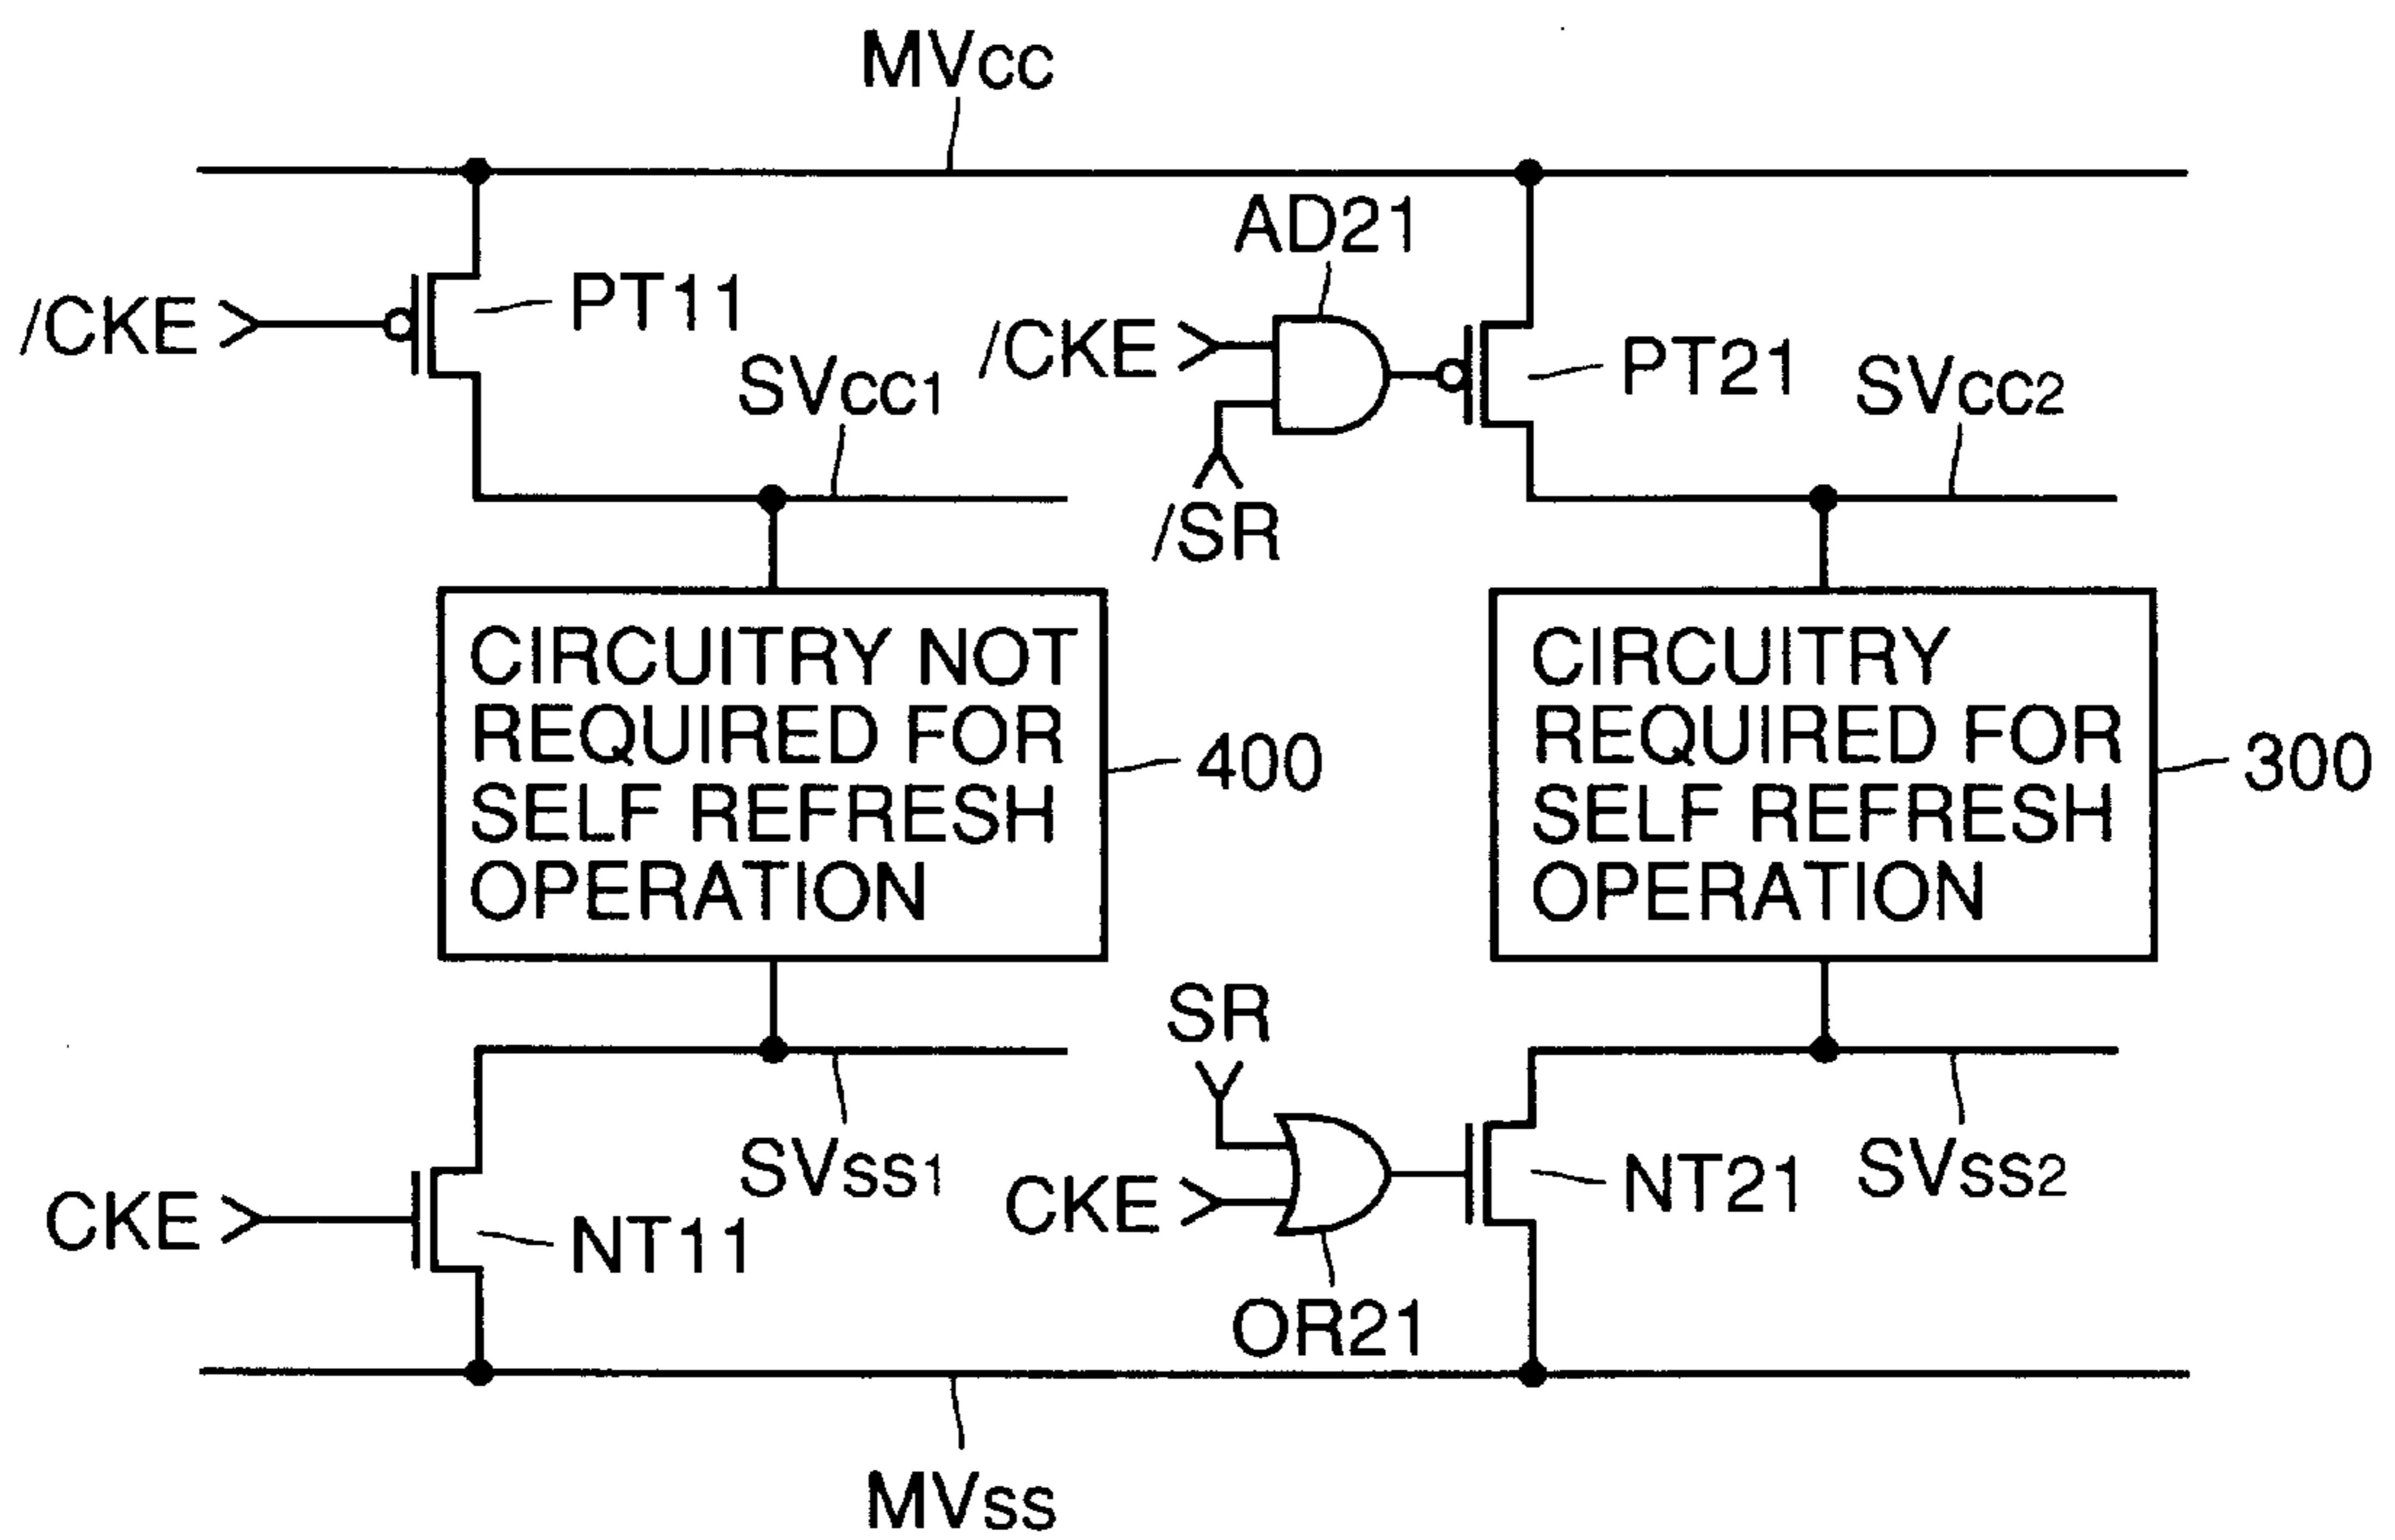 MVcc
AD21
/CKE
PT11
/CKE
PT21
SVcc1
SVcc2
/SR
CIRCUITRY NOT
REQUIRED FOR
SELF REFRESH
OPERATION
400
CIRCUITRY
REQUIRED FOR
SELF REFRESH
OPERATION
300
SR
SVss1
CKE
NT21
SVss2
CKE
NT11
OR21
MVss